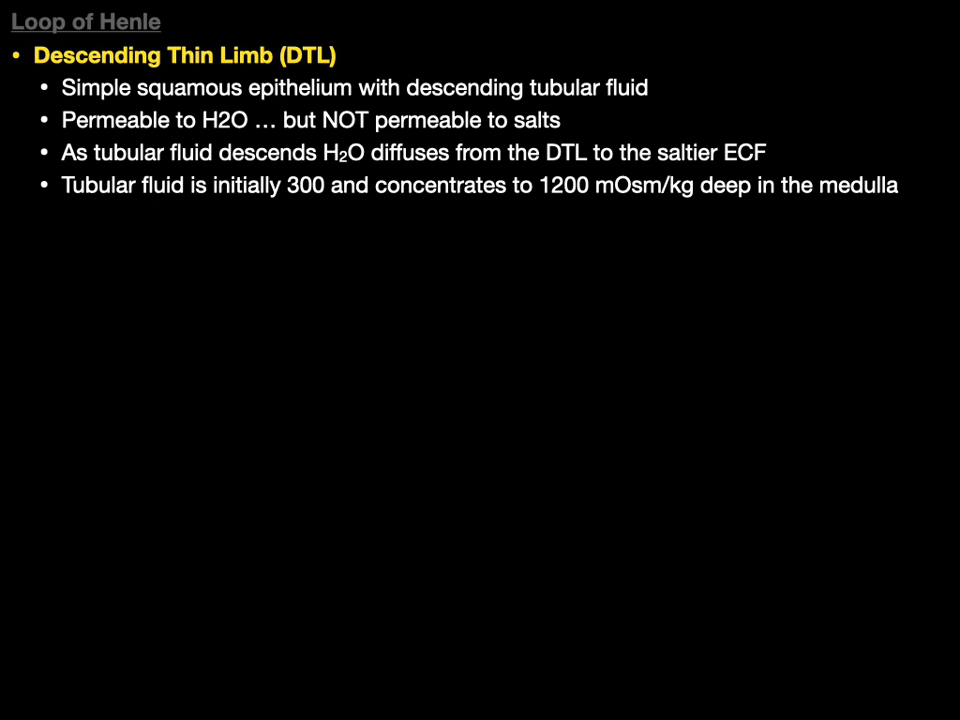 Loop of Henle
• Descending Thin Limb (DTL)
• Simple squamous epithelium with descending tubular fluid
• Permeable to H2O … but NOT permeable to salts
• As tubular fluid descends H₂O diffuses from the DTL to the saltier ECF
• Tubular fluid is initially 300 and concentrates to 1200 mOsm/kg deep in the medulla